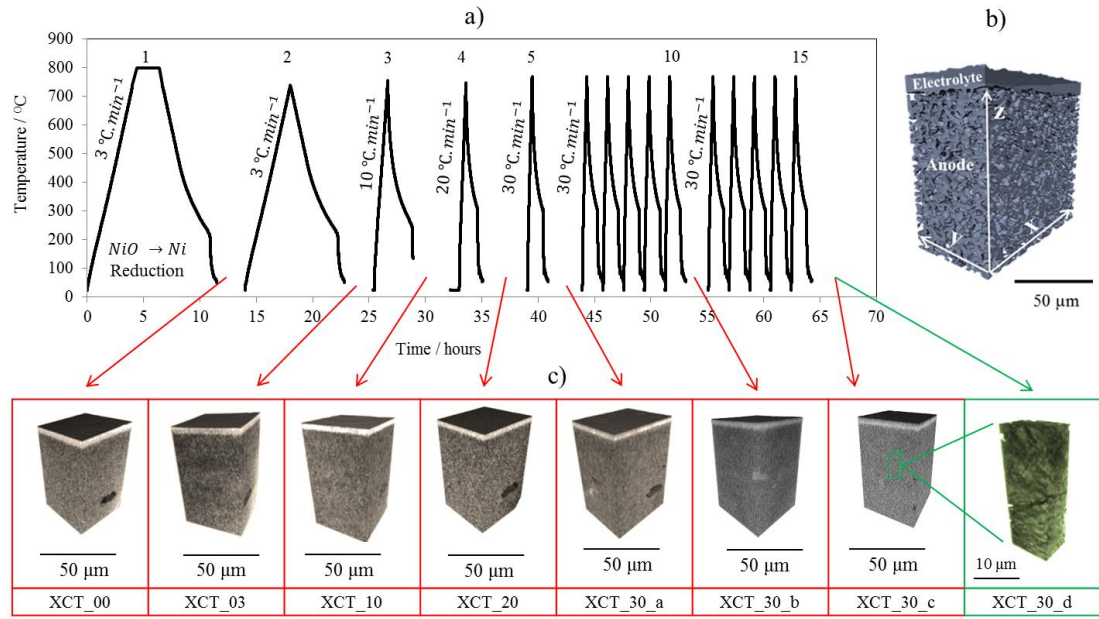 a)
b)
900
800
700
600
500
400
300
200
100
0
Temperature / °C
1
2
3
4
5
10
15
3 °C.min⁻¹
3 °C.min⁻¹
10 °C.min⁻¹
20 °C.min⁻¹
30 °C.min⁻¹
30 °C.min⁻¹
30 °C.min⁻¹
NiO → Ni
Reduction
0
5
10
15
20
25
30
35
40
45
50
55
60
65
70
Time / hours
Electrolyte
Anode
z
y
x
50 µm
c)
50 µm
50 µm
50 µm
50 µm
50 µm
50 µm
50 µm
10 µm
XCT_00
XCT_03
XCT_10
XCT_20
XCT_30_a
XCT_30_b
XCT_30_c
XCT_30_d